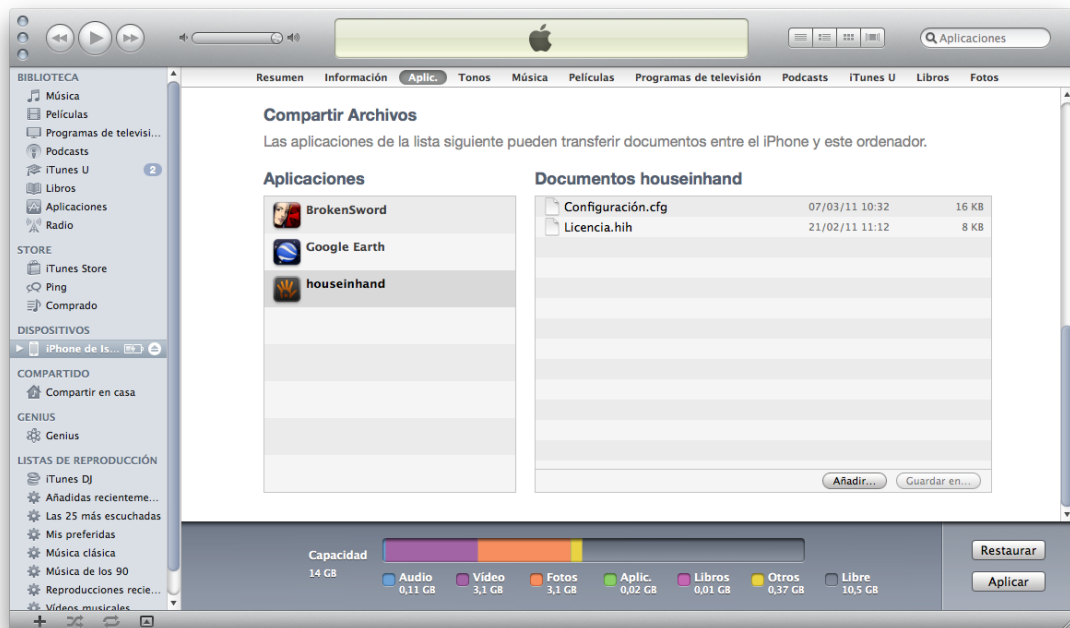 Aplicaciones
BIBLIOTECA
Música
Películas
Programas de televisi...
Podcasts
iTunes U
2
Libros
Aplicaciones
Radio
STORE
iTunes Store
Ping
Comprado
DISPOSITIVOS
iPhone de Is...
COMPARTIDO
Compartir en casa
GENIUS
Genius
LISTAS DE REPRODUCCIÓN
iTunes DJ
Añadidas recienteme...
Las 25 más escuchadas
Mis preferidas
Música clásica
Música de los 90
Reproducciones recie...
Vídeos musicales
Resumen Información Aplic. Tonos Música Películas Programas de televisión Podcasts iTunes U Libros Fotos
Compartir Archivos
Las aplicaciones de la lista siguiente pueden transferir documentos entre el iPhone y este ordenador.
Aplicaciones
BrokenSword
Google Earth
houseinhand
Documentos houseinhand
Configuración.cfg 07/03/11 10:32 16 KB
Licencia.hih 21/02/11 11:12 8 KB
Añadir... Guardar en...
Capacidad
14 GB
Audio
0,11 GB
Vídeo
3,1 GB
Fotos
3,1 GB
Aplic.
0,02 GB
Libros
0,01 GB
Otros
0,37 GB
Libre
10,5 GB
Restaurar
Aplicar